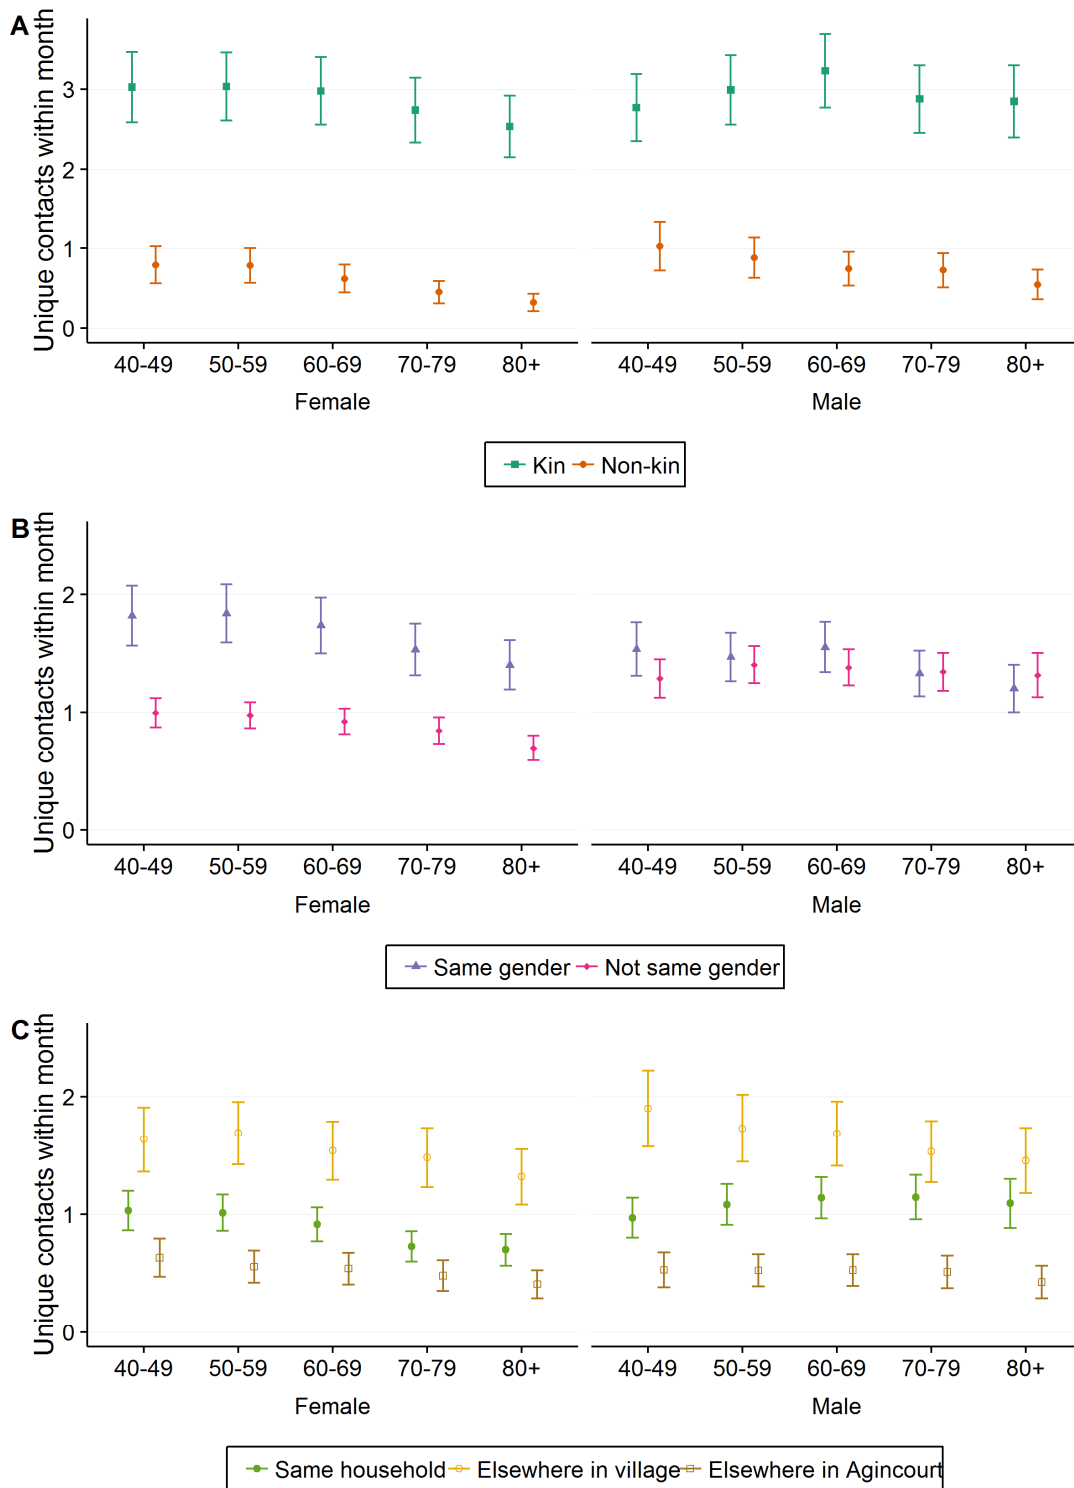 A
Unique contacts within month
3
2
1
0
40-49 50-59 60-69 70-79 80+ 40-49 50-59 60-69 70-79 80+
Female Male
Kin Non-kin
B
Unique contacts within month
2
1
0
40-49 50-59 60-69 70-79 80+ 40-49 50-59 60-69 70-79 80+
Female Male
Same gender Not same gender
C
Unique contacts within month
2
1
0
40-49 50-59 60-69 70-79 80+ 40-49 50-59 60-69 70-79 80+
Female Male
Same household Elsewhere in village Elsewhere in Agincourt